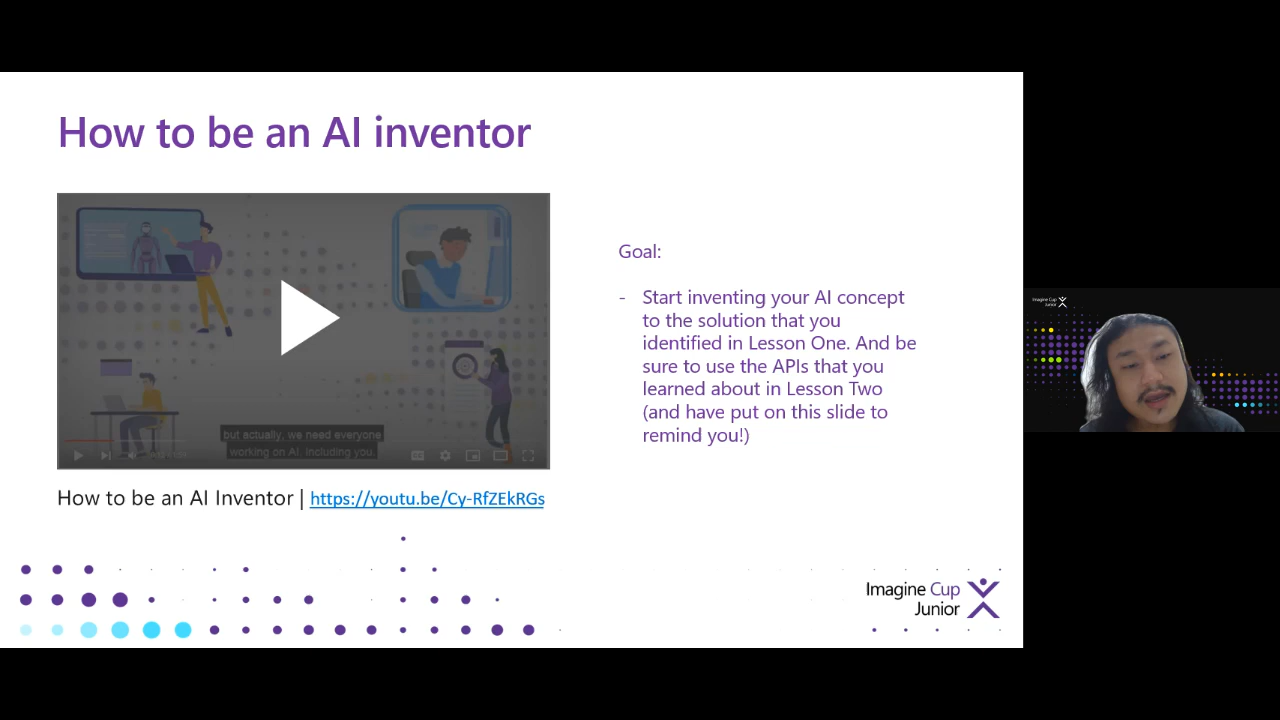 How to be an AI inventor
but actually, we need everyone
working on AI. Including you.
How to be an AI Inventor | https://youtu.be/Cy-RfZEkRGs
Goal:
- Start inventing your AI concept
to the solution that you
identified in Lesson One. And be
sure to use the APIs that you
learned about in Lesson Two
(and have put on this slide to
remind you!)
Imagine Cup
Junior
Imagine Cup
Junior